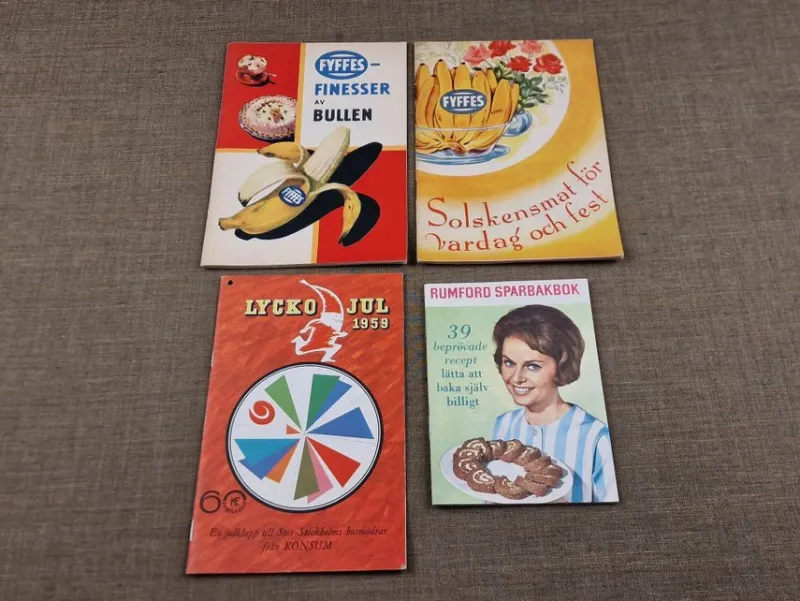 FYFFES –
FINESSER
AV
BULLEN
FYFFES
FYFFES
Solskensmat för
vardag och fest
LYCKO JUL
1959
60
En julklapp till Stor-Stockholms husmödrar
från KONSUM
RUMFORD SPARBAKBOK
39
beprövade
recept
lätta att
baka själv
billigt